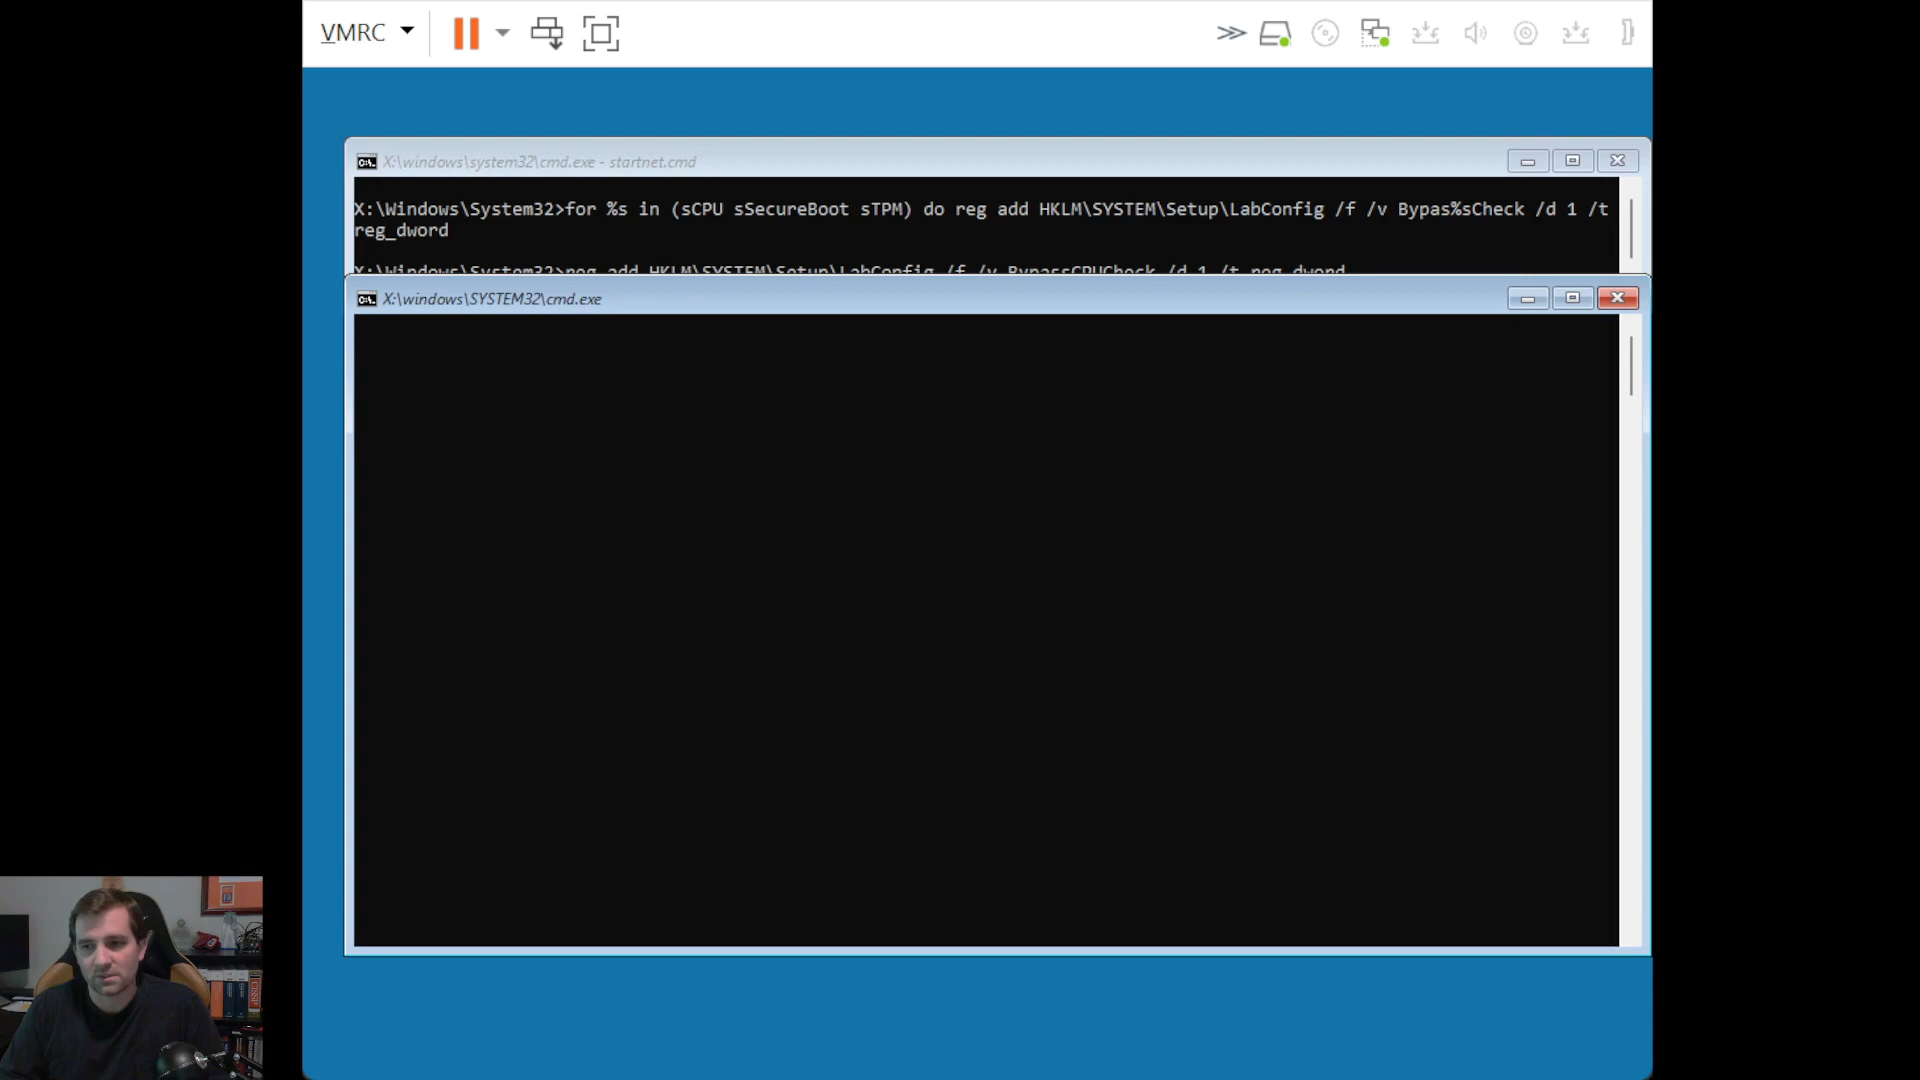 VMRC
X:\windows\system32\cmd.exe - startnet.cmd
X:\Windows\System32>for %s in (sCPU sSecureBoot sTPM) do reg add HKLM\SYSTEM\Setup\LabConfig /f /v Bypas%sCheck /d 1 /t
reg_dword
X:\Windows\System32>reg add HKLM\SYSTEM\Setup\LabConfig /f /v BypassCPUCheck /d 1 /t reg_dword
X:\windows\SYSTEM32\cmd.exe
CISSP